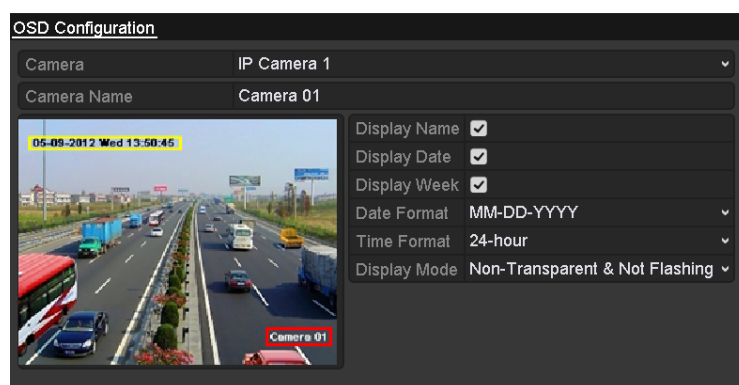 OSD Configuration
Camera IP Camera 1
Camera Name Camera 01
05-09-2012 Wed 13:50:45
Camera 01
Display Name
Display Date
Display Week
Date Format MM-DD-YYYY
Time Format 24-hour
Display Mode Non-Transparent & Not Flashing